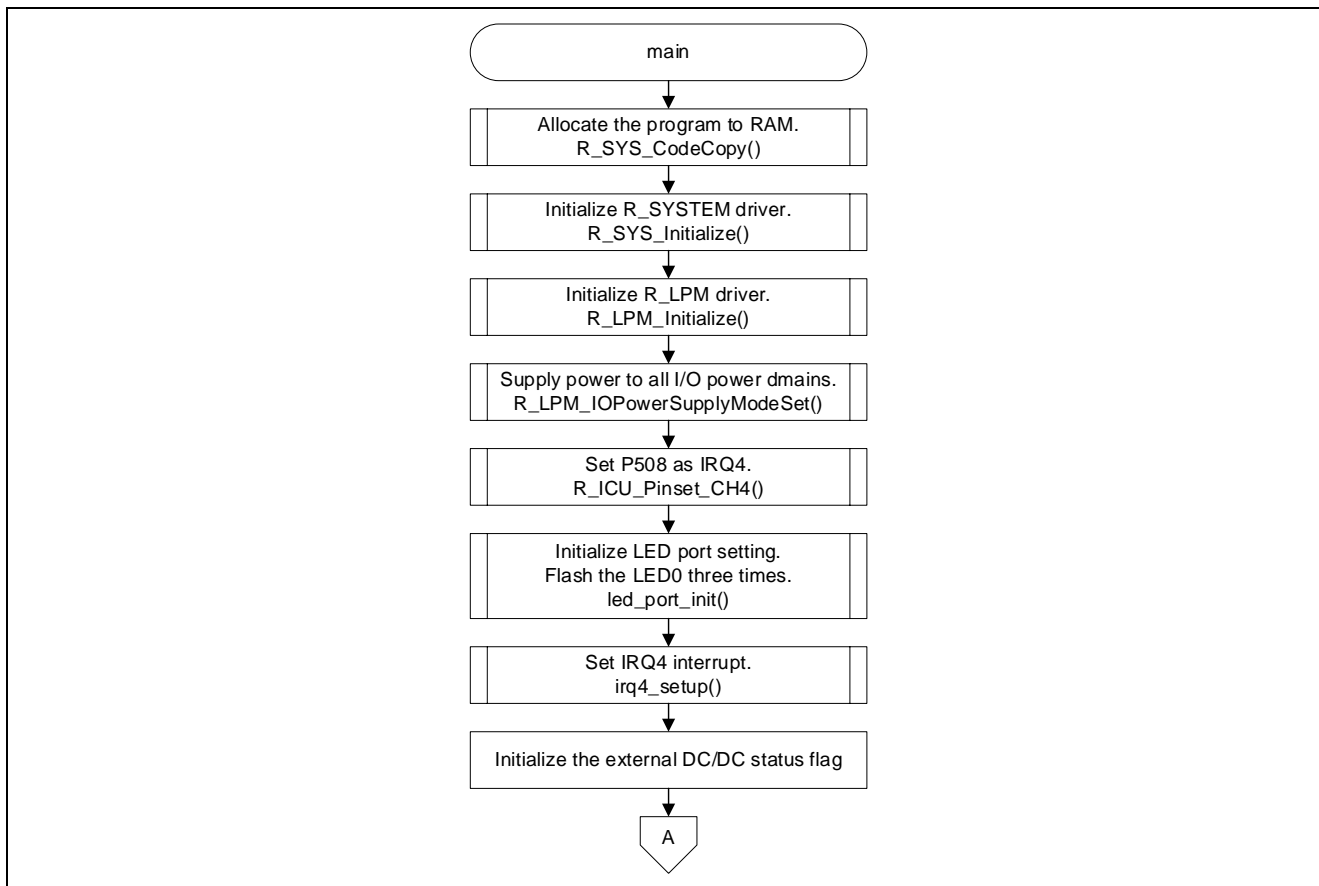 main
Allocate the program to RAM.
R_SYS_CodeCopy()
Initialize R_SYSTEM driver.
R_SYS_Initialize()
Initialize R_LPM driver.
R_LPM_Initialize()
Supply power to all I/O power dmains.
R_LPM_IOPowerSupplyModeSet()
Set P508 as IRQ4.
R_ICU_Pinset_CH4()
Initialize LED port setting.
Flash the LED0 three times.
led_port_init()
Set IRQ4 interrupt.
irq4_setup()
Initialize the external DC/DC status flag
A